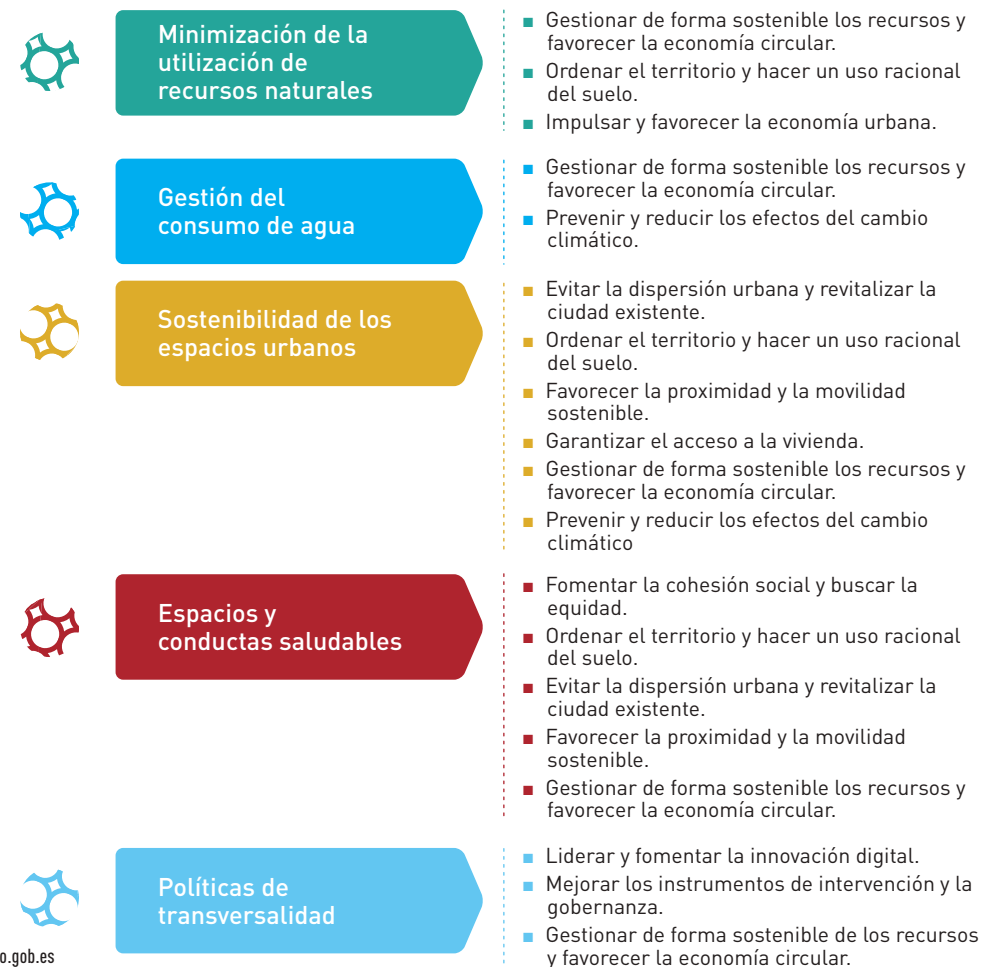 Minimización de la
utilización de
recursos naturales
Gestionar de forma sostenible los recursos y
favorecer la economía circular.
Ordenar el territorio y hacer un uso racional
del suelo.
Impulsar y favorecer la economía urbana.
Gestión del
consumo de agua
Gestionar de forma sostenible los recursos y
favorecer la economía circular.
Prevenir y reducir los efectos del cambio
climático.
Sostenibilidad de los
espacios urbanos
Evitar la dispersión urbana y revitalizar la
ciudad existente.
Ordenar el territorio y hacer un uso racional
del suelo.
Favorecer la proximidad y la movilidad
sostenible.
Garantizar el acceso a la vivienda.
Gestionar de forma sostenible los recursos y
favorecer la economía circular.
Prevenir y reducir los efectos del cambio
climático
Espacios y
conductas saludables
Fomentar la cohesión social y buscar la
equidad.
Ordenar el territorio y hacer un uso racional
del suelo.
Evitar la dispersión urbana y revitalizar la
ciudad existente.
Favorecer la proximidad y la movilidad
sostenible.
Gestionar de forma sostenible los recursos y
favorecer la economía circular.
Políticas de
transversalidad
Liderar y fomentar la innovación digital.
Mejorar los instrumentos de intervención y la
gobernanza.
Gestionar de forma sostenible de los recursos
y favorecer la economía circular.
o.gob.es